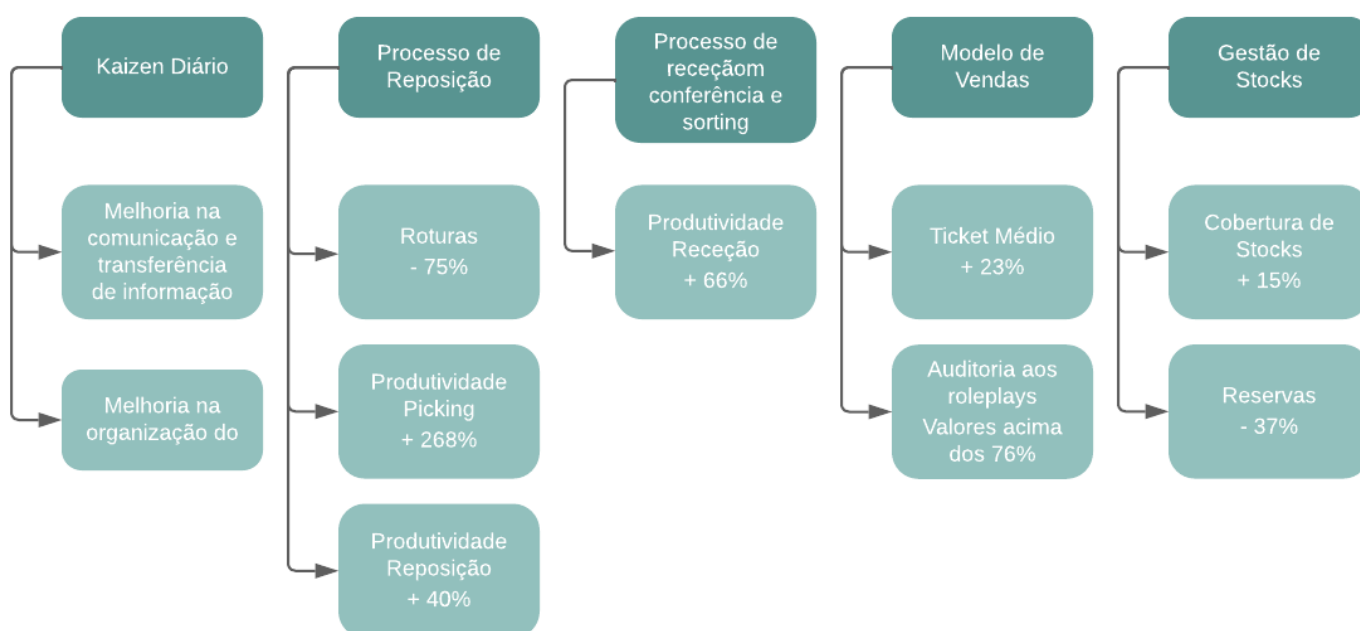 Kaizen Diário
Melhoria na
comunicação e
transferência
de informação
Melhoria na
organização do
Processo de
Reposição
Roturas
- 75%
Produtividade
Picking
+ 268%
Produtividade
Reposição
+ 40%
Processo de
receçãom
conferência e
sorting
Produtividade
Receção
+ 66%
Modelo de
Vendas
Ticket Médio
+ 23%
Auditoria aos
roleplays
Valores acima
dos 76%
Gestão de
Stocks
Cobertura de
Stocks
+ 15%
Reservas
- 37%